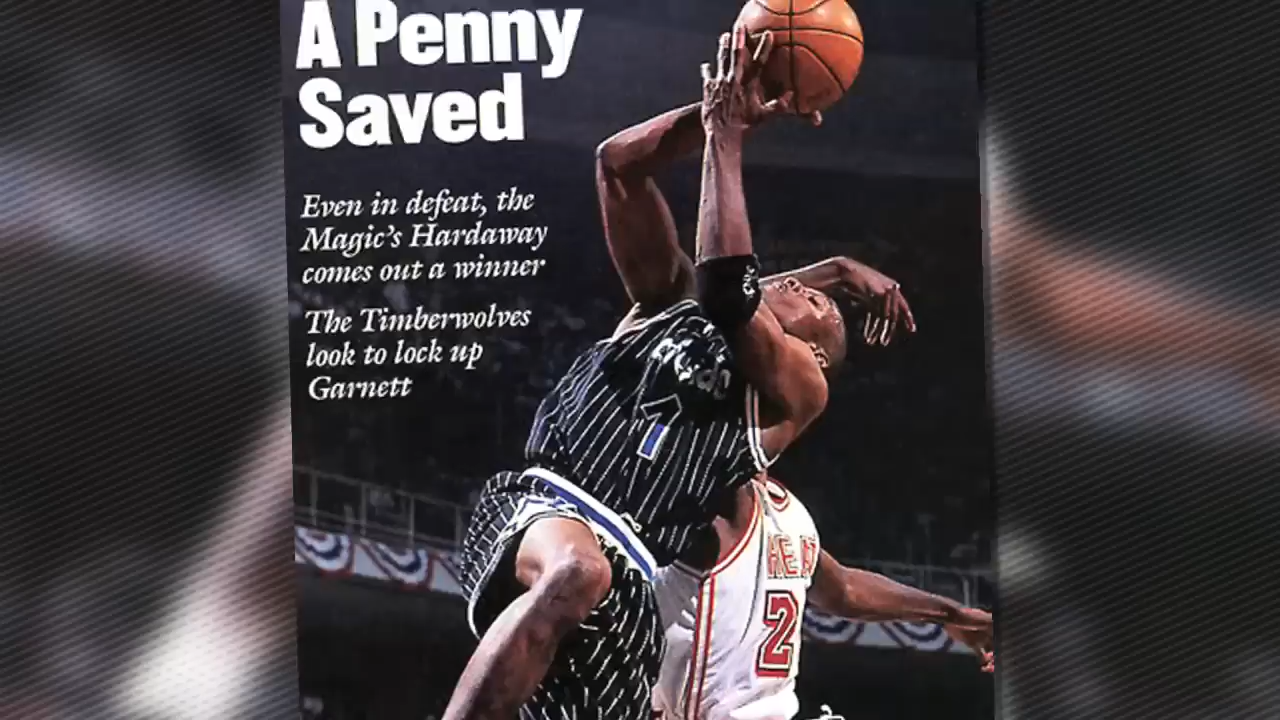 A Penny
Saved
Even in defeat, the
Magic's Hardaway
comes out a winner
The Timberwolves
look to lock up
Garnett
1
HEAT
2